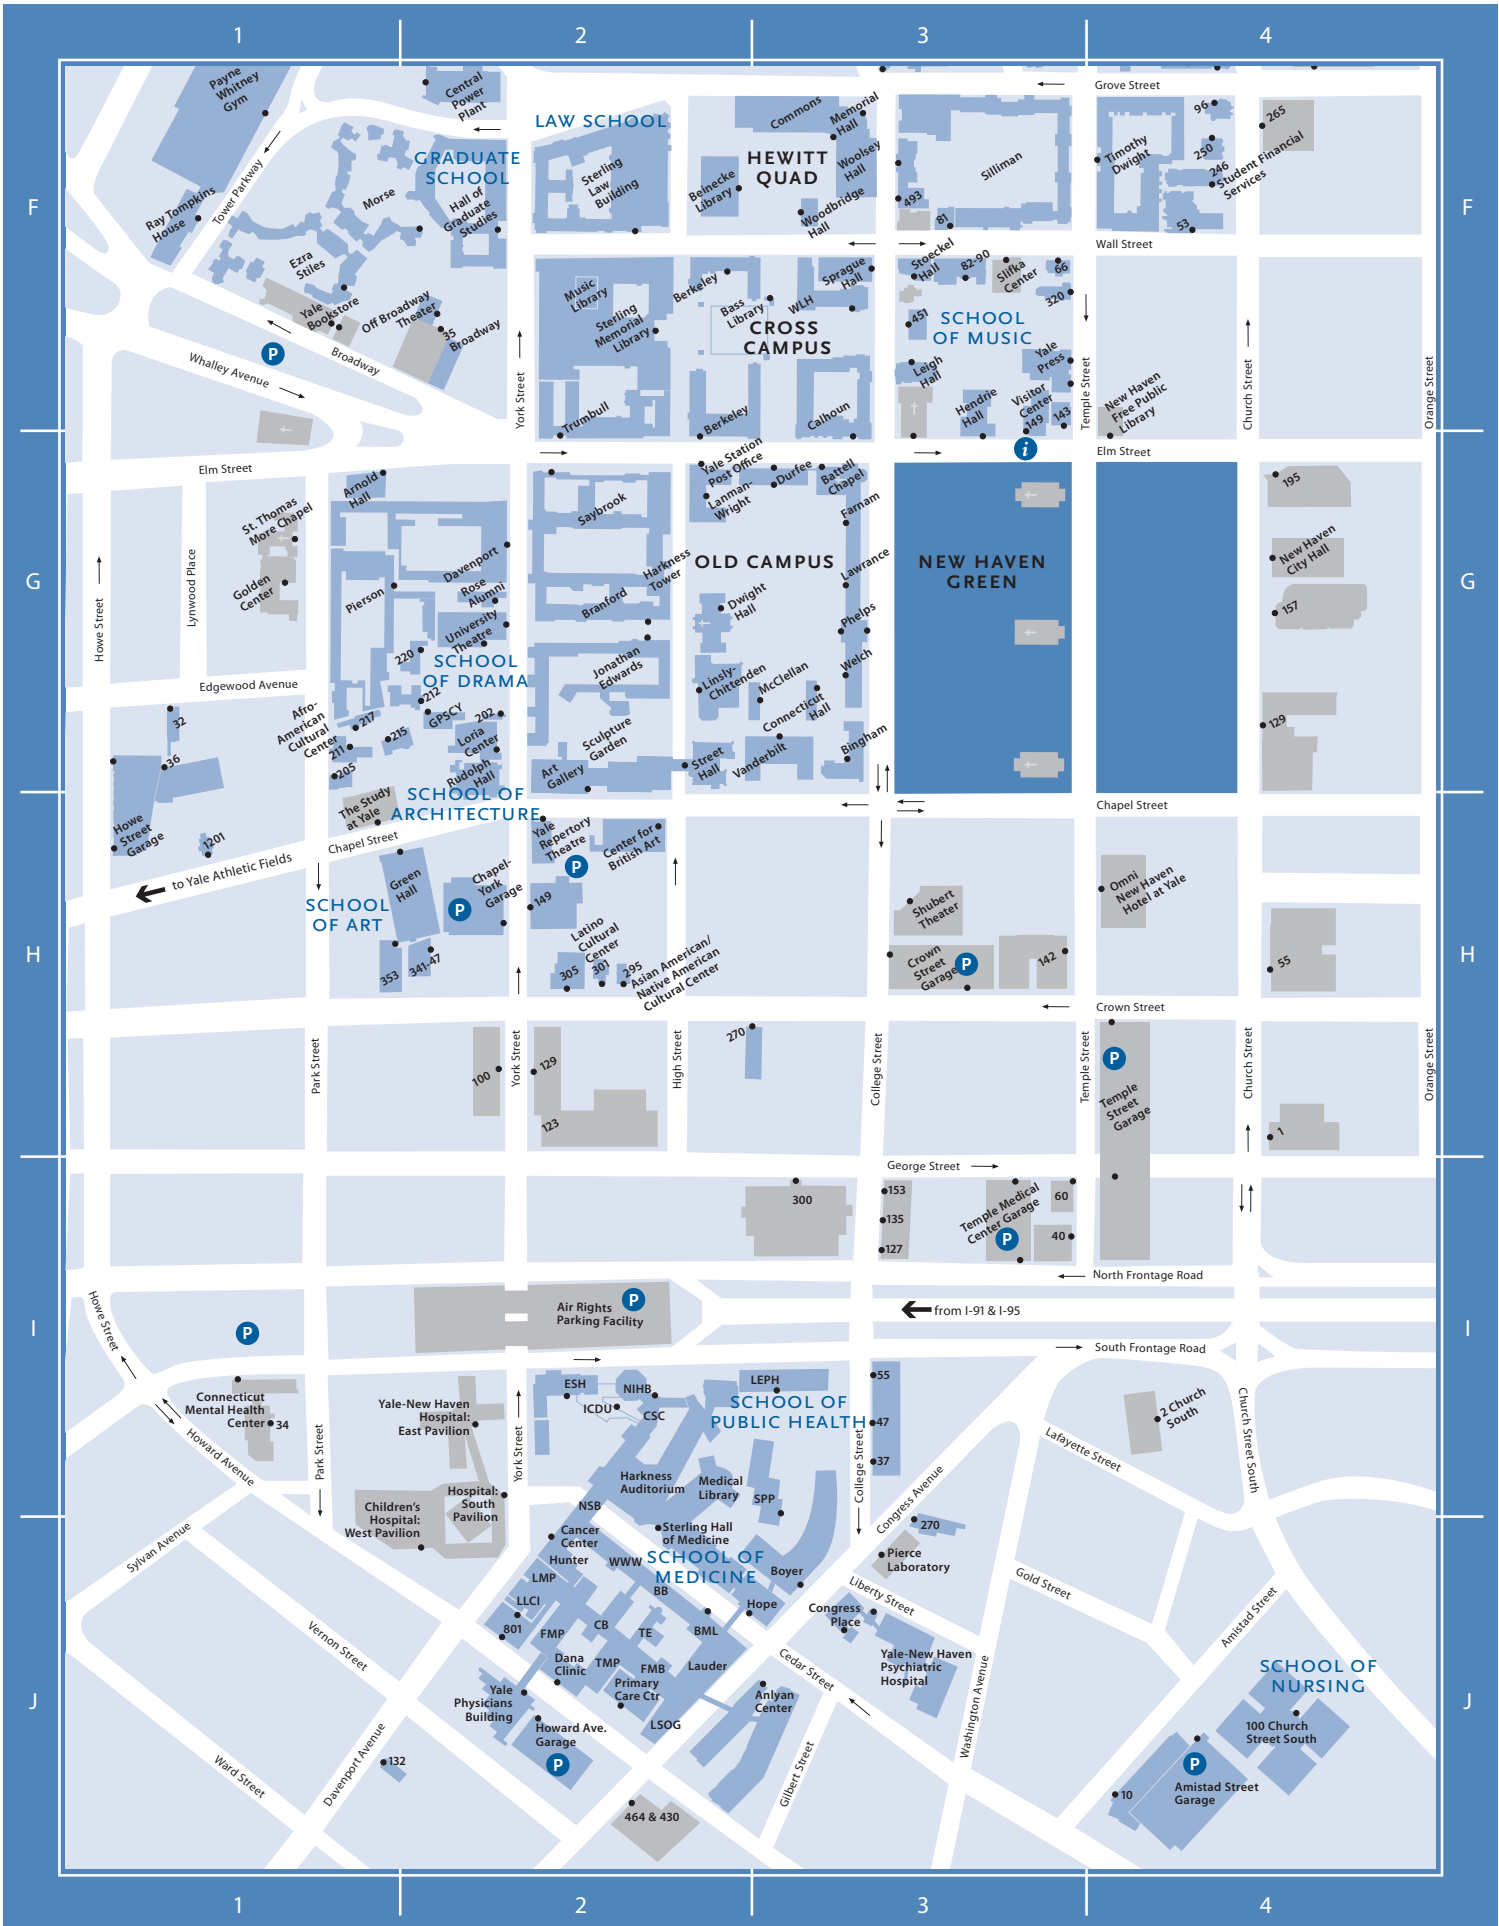 1
2
3
4
F
G
H
I
J
F
G
H
I
J
1
2
3
4
Payne
Whitney
Gym
Central
Power
Plant
LAW SCHOOL
Commons
Memorial
Hall
Grove Street
96
265
GRADUATE
SCHOOL
Sterling
Law
Building
HEWITT
QUAD
Woolsey
Hall
Silliman
Timothy
Dwight
250
246
Student Financial
Services
Tower Parkway
Morse
Hall of
Graduate
Studies
Beinecke
Library
Woodbridge
Hall
493
81
53
Ray Tompkins
House
Wall Street
Ezra
Stiles
Music
Library
Berkeley
Sprague
Hall
Stoeckel
Hall
82-90
Slifka
Center
66
320
Yale
Bookstore
Off Broadway
Theater
35
Broadway
Sterling
Memorial
Library
Bass
Library
WLH
CROSS
CAMPUS
451
SCHOOL
OF MUSIC
P
Whalley Avenue
Broadway
York Street
Leigh
Hall
Yale
Press
Temple Street
Church Street
Orange Street
Trumbull
Berkeley
Calhoun
Hendrie
Hall
Visitor
Center
149
143
New Haven
Free Public
Library
i
Elm Street
Elm Street
Arnold
Hall
Yale Station
Post Office
Durfee
Battell
Chapel
Lanman-
Wright
St. Thomas
More Chapel
Saybrook
Farnam
195
Lynwood Place
Howe Street
Golden
Center
Pierson
Davenport
Rose
Alumni
Harkness
Tower
OLD CAMPUS
Lawrance
NEW HAVEN
GREEN
New Haven
City Hall
157
University
Theatre
Branford
Dwight
Hall
Phelps
220
SCHOOL
OF DRAMA
Jonathan
Edwards
Linsly-
Chittenden
McClellan
Welch
Edgewood Avenue
32
36
Afro-
American
Cultural
Center
217
211
205
215
212
GPSCY
202
Loria
Center
Rudolph
Hall
Sculpture
Garden
Art
Gallery
Street
Hall
Vanderbilt
Connecticut
Hall
Bingham
129
SCHOOL OF
ARCHITECTURE
The Study
at Yale
Chapel Street
Chapel Street
Howe
Street
Garage
1201
to Yale Athletic Fields
Yale
Repertory
Theatre
Center for
British Art
P
Green
Hall
Chapel-
York
Garage
P
149
SCHOOL
OF ART
Shubert
Theater
Omni
New Haven
Hotel at Yale
353
341-47
Latino
Cultural
Center
305
301
295
Asian American/
Native American
Cultural Center
Crown
Street
Garage
P
142
55
Crown Street
Park Street
100
York Street
129
123
High Street
270
College Street
Temple Street
P
Temple
Street
Garage
Church Street
Orange Street
1
George Street
300
153
135
127
Temple Medical
Center Garage
P
60
40
North Frontage Road
Air Rights
Parking Facility
P
from I-91 & I-95
Howe Street
P
South Frontage Road
Connecticut
Mental Health
Center
34
Yale-New Haven
Hospital:
East Pavilion
ESH
NIHB
ICDU
CSC
LEPH
SCHOOL OF
PUBLIC HEALTH
55
47
37
2 Church
South
Howard Avenue
Park Street
York Street
College Street
Lafayette Street
Church Street South
Harkness
Auditorium
Medical
Library
SPP
Congress Avenue
Children's
Hospital:
West Pavilion
Hospital:
South
Pavilion
NSB
Sylvan Avenue
Cancer
Center
Sterling Hall
of Medicine
270
Pierce
Laboratory
Hunter
WWW
SCHOOL OF
MEDICINE
Boyer
LMP
BB
Liberty Street
Gold Street
LLCI
Hope
Congress
Place
Amistad Street
801
FMP
CB
TE
BML
Vernon Street
Dana
Clinic
TMP
FMB
Lauder
Cedar Street
Yale-New Haven
Psychiatric
Hospital
Washington Avenue
SCHOOL OF
NURSING
Yale
Physicians
Building
Primary
Care Ctr
Anlyan
Center
Howard Ave.
Garage
LSOG
P
100 Church
Street South
Ward Street
Davenport Avenue
132
Gilbert Street
P
Amistad Street
Garage
10
464 & 430